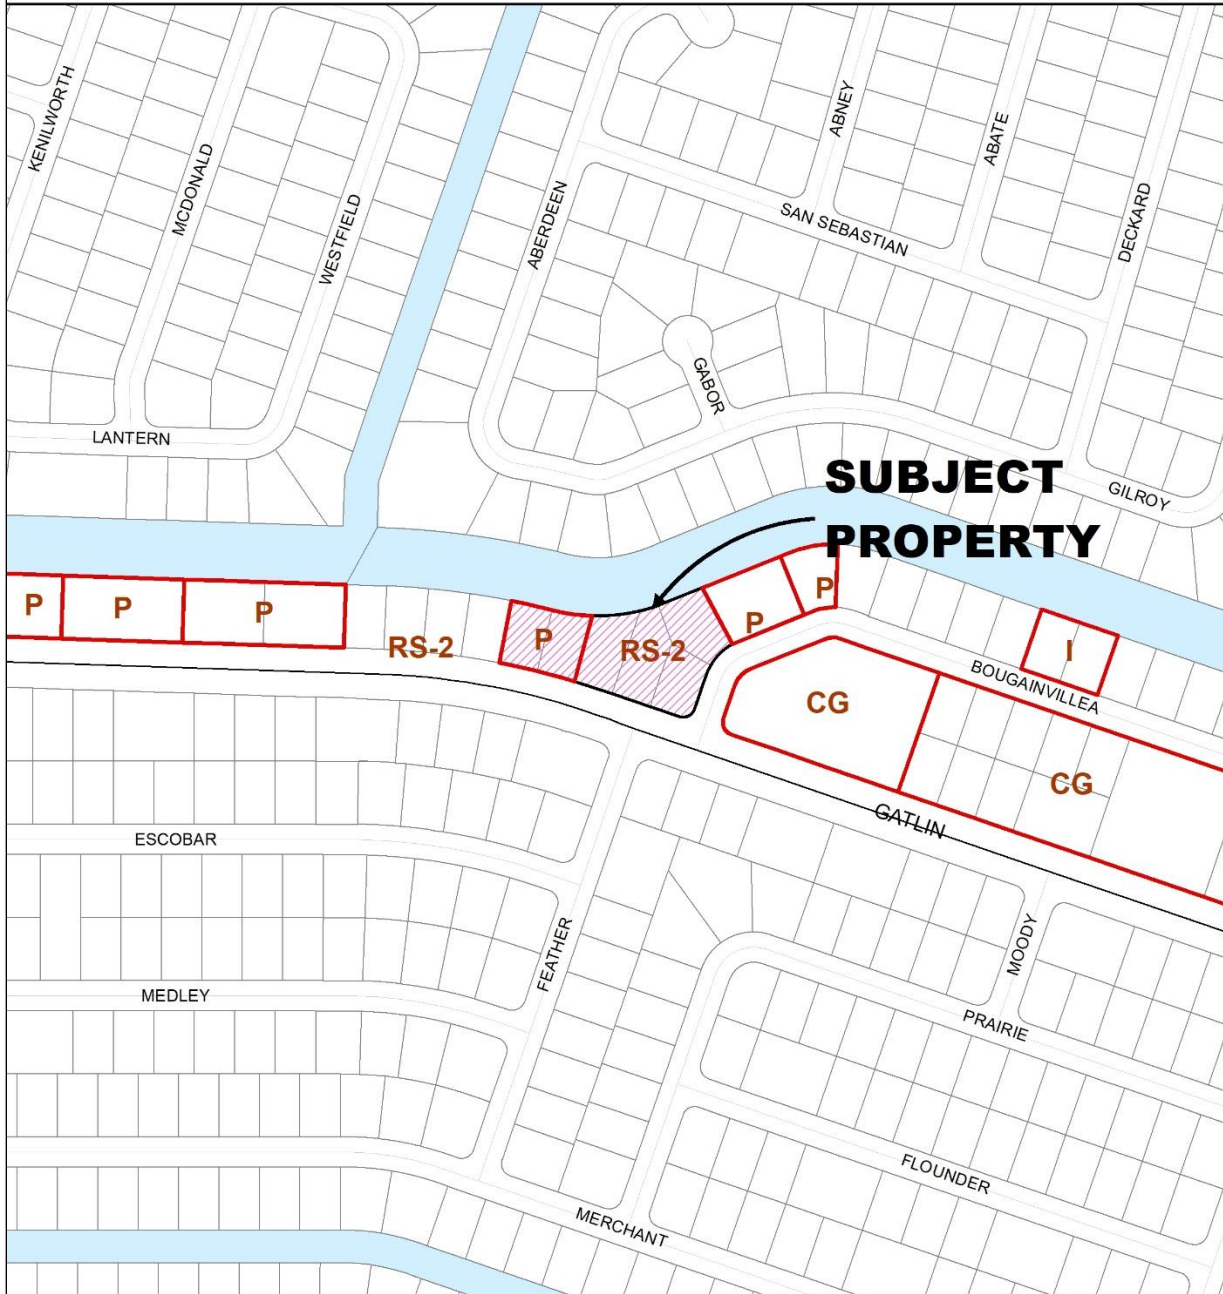 KENILWORTH
MCDONALD
WESTFIELD
ABERDEEN
ABNEY
ABATE
DECKARD
SAN SEBASTIAN
GABOR
LANTERN
GILROY
SUBJECT
PROPERTY
P
P
P
RS-2
P
RS-2
P
P
I
BOUGAINVILLEA
CG
CG
GATLIN
ESCOBAR
FEATHER
MOODY
MEDLEY
PRAIRIE
FLOUNDER
MERCHANT